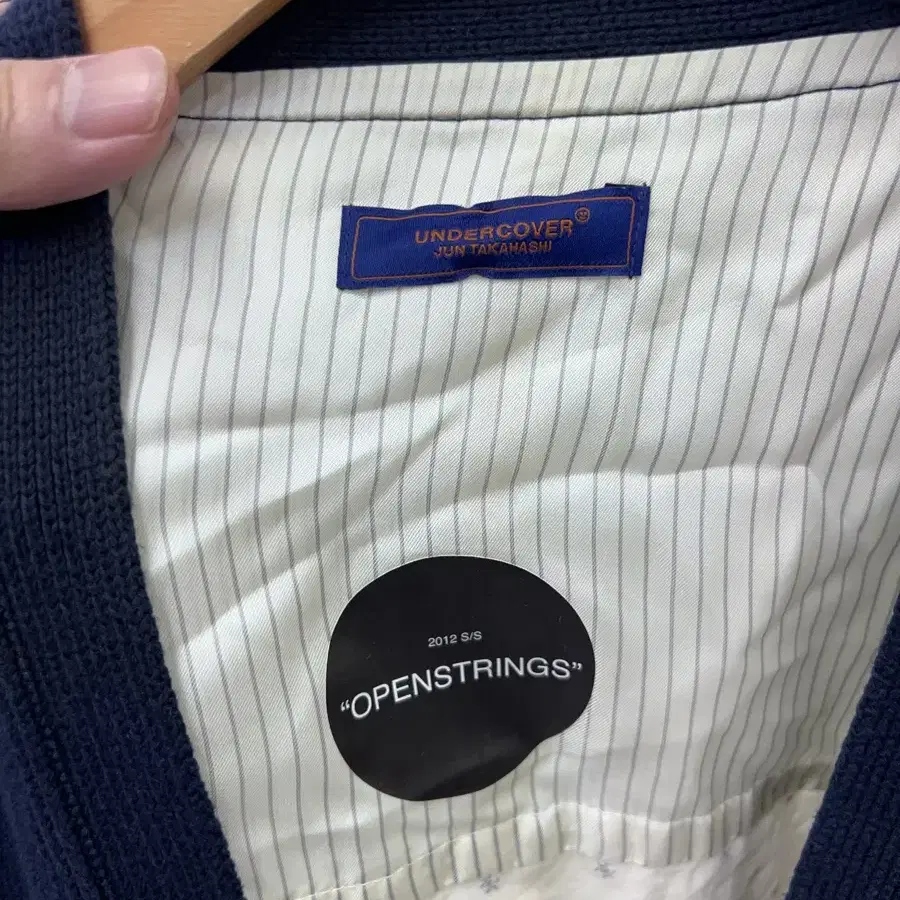 UNDERCOVER
JUN TAKAHASHI
2012 S/S
“OPENSTRINGS”